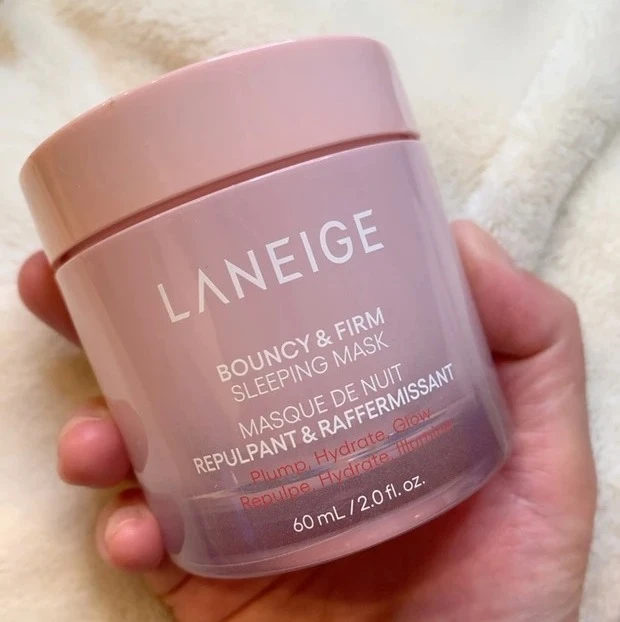 LANEIGE
BOUNCY & FIRM
SLEEPING MASK
MASQUE DE NUIT
REPULPANT & RAFFERMISSANT
Plump, Hydrate, Glow
Repulpe, Hydrate, Illumine
60 mL / 2.0 fl. oz.